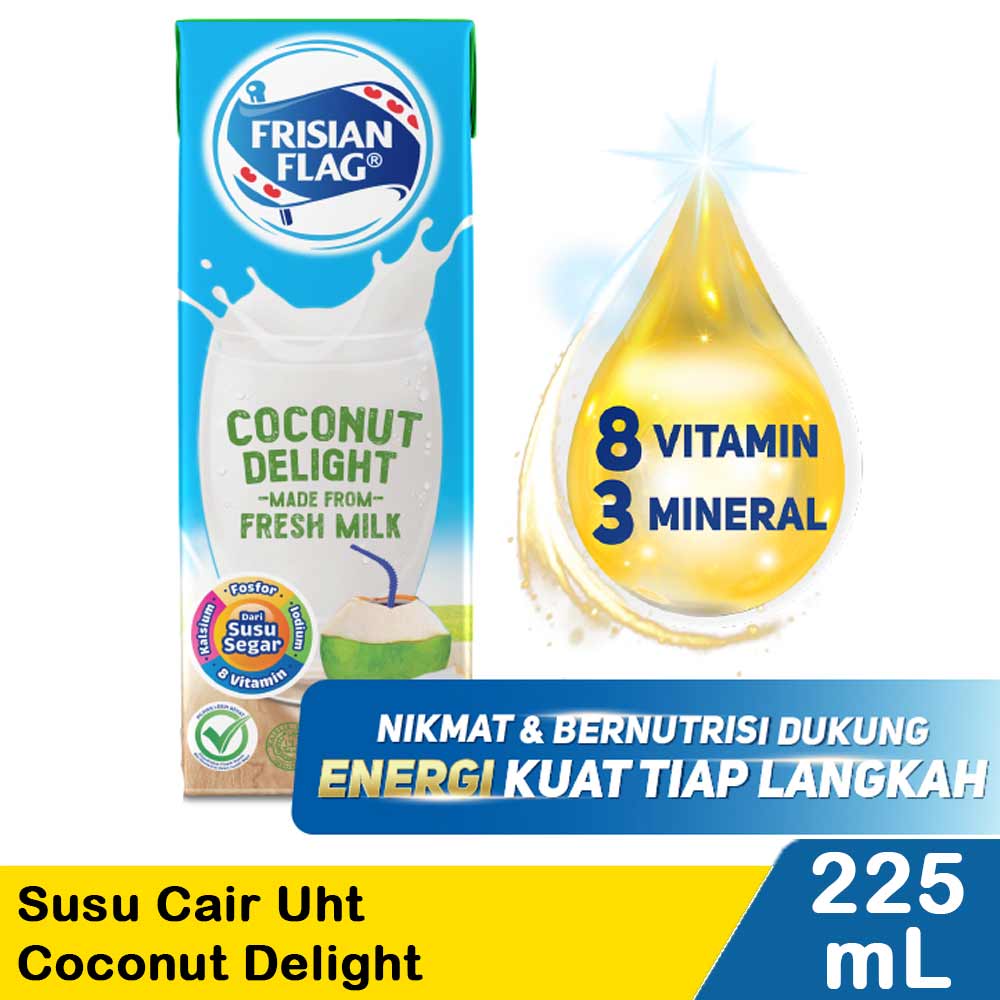 FRISIAN
FLAG®
COCONUT
DELIGHT
-MADE FROM-
FRESH MILK
Kalsium · Fosfor · Iodium
Dari
Susu
Segar
8 Vitamin
8 VITAMIN
3 MINERAL
NIKMAT & BERNUTRISI DUKUNG
ENERGI KUAT TIAP LANGKAH
Susu Cair Uht
Coconut Delight
225
mL